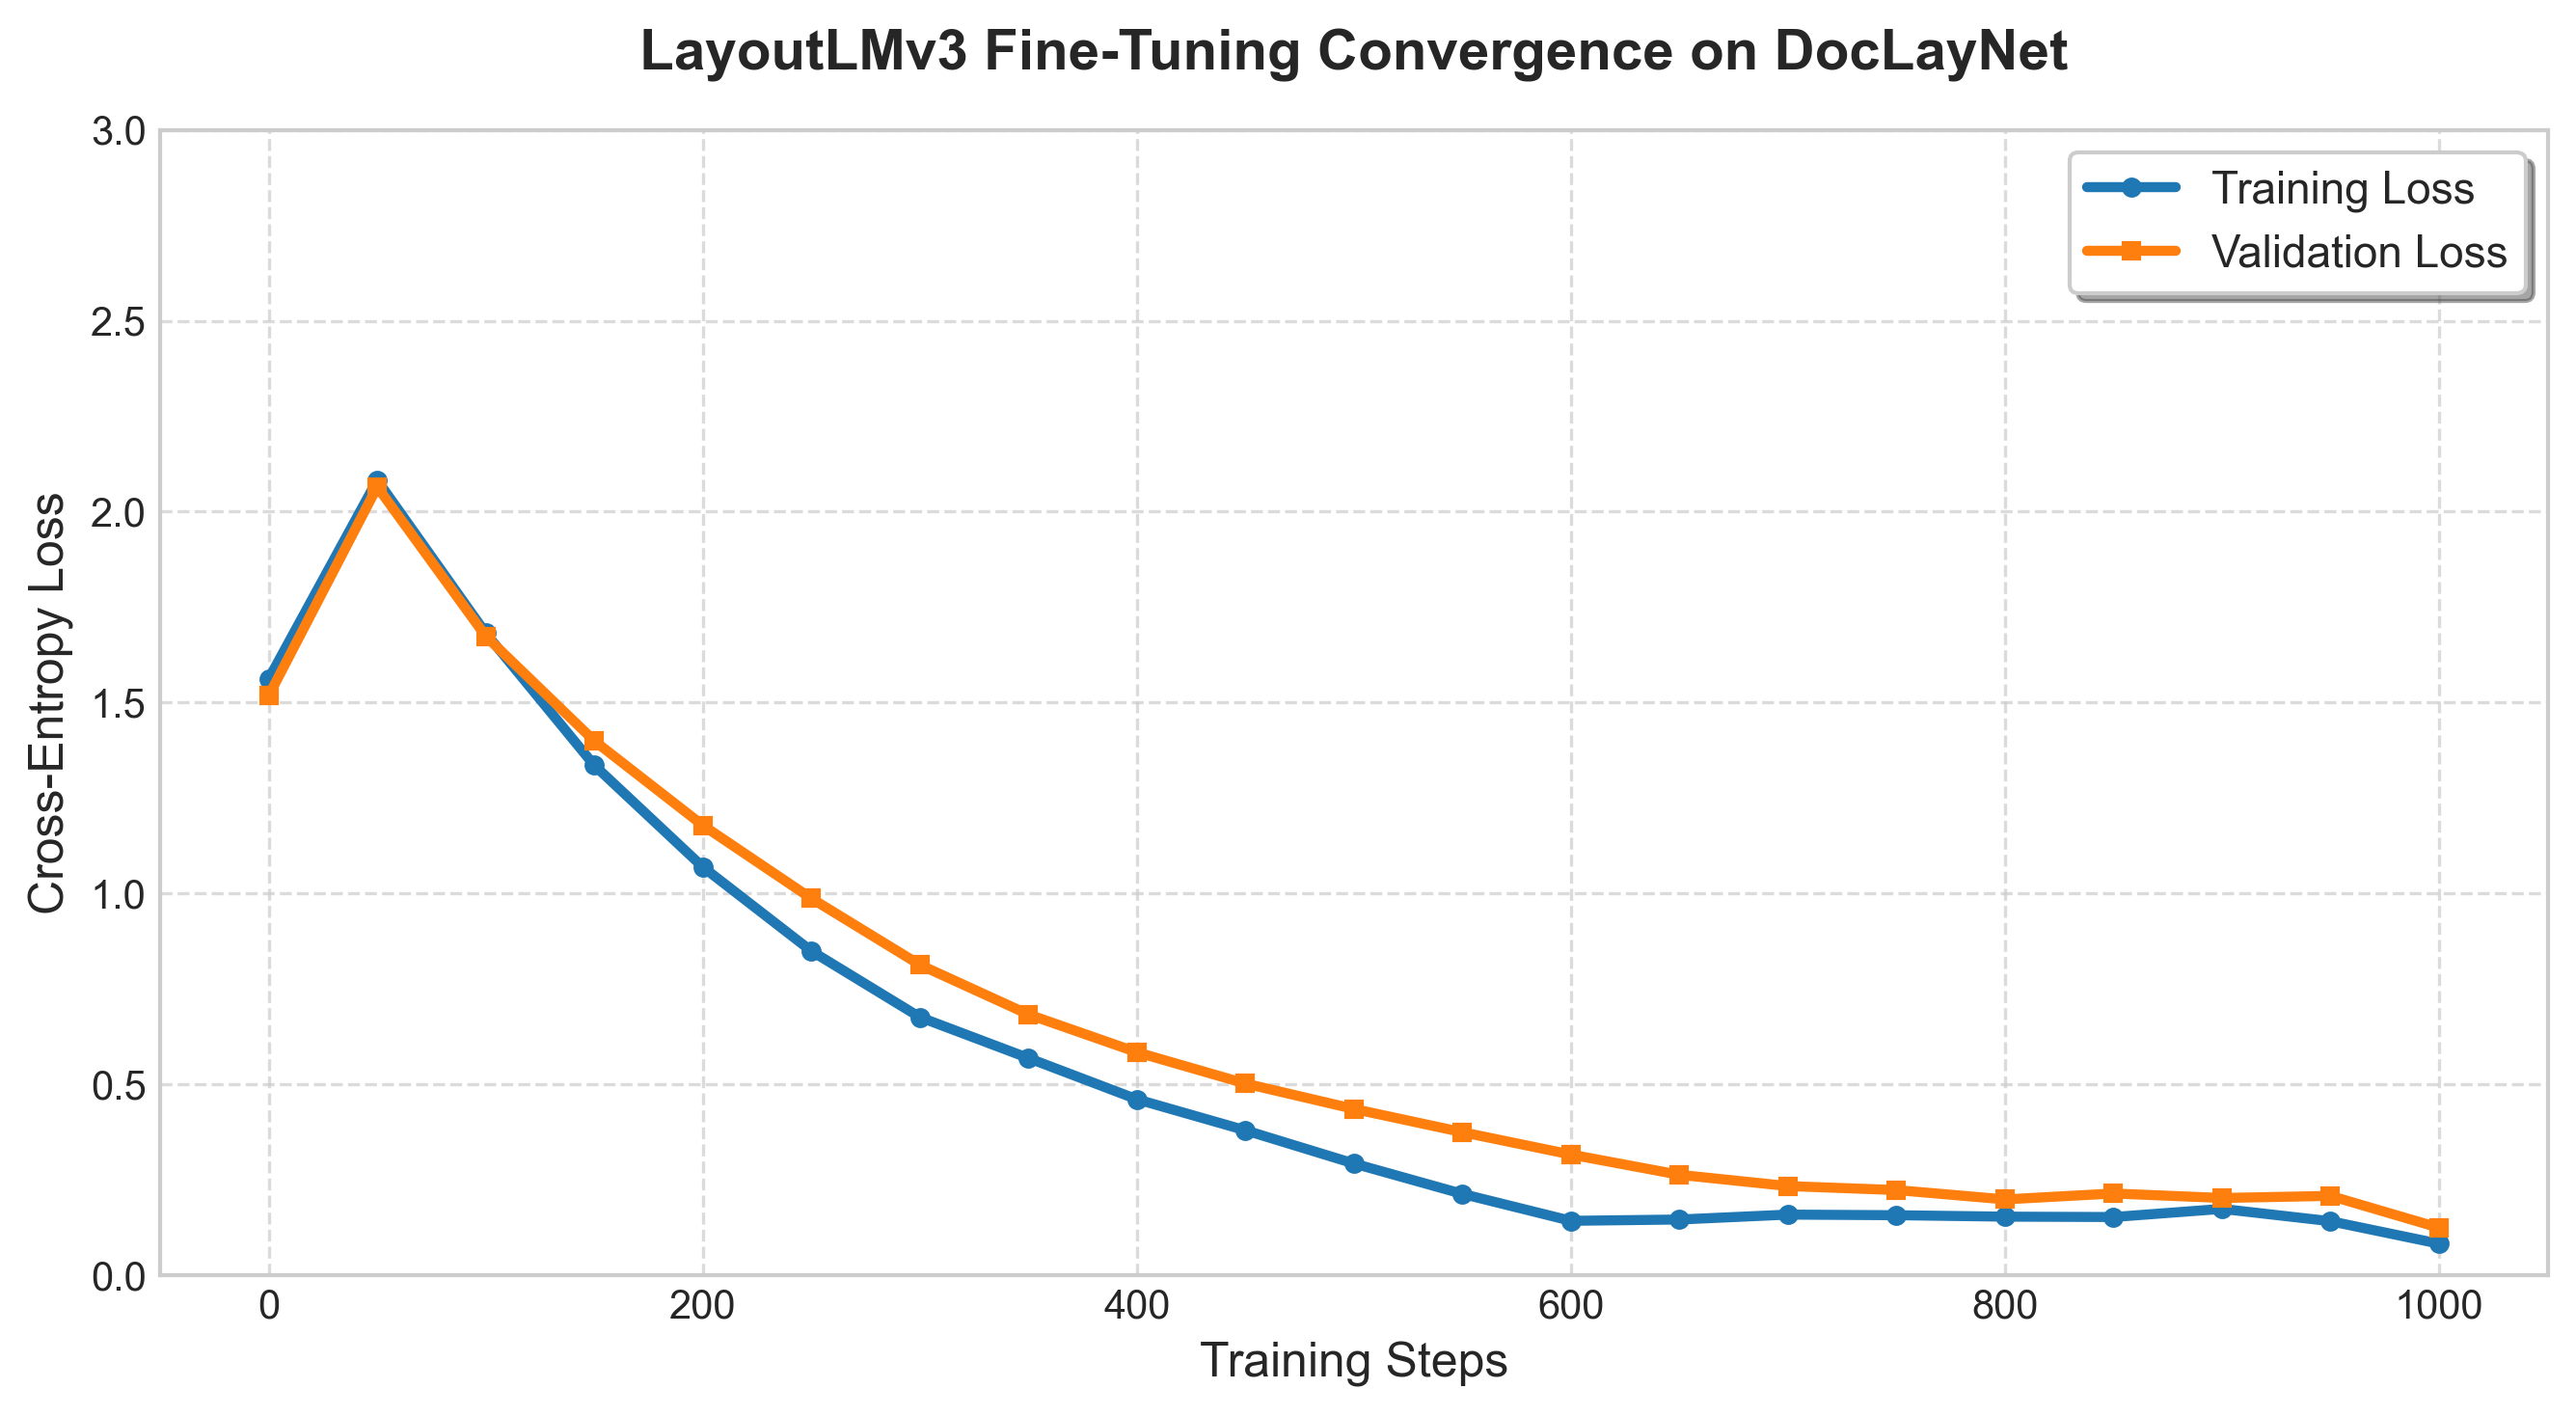 LayoutLMv3 Fine-Tuning Convergence on DocLayNet
3.0
2.5
2.0
1.5
1.0
0.5
0.0
Cross-Entropy Loss
Training Loss
Validation Loss
0 200 400 600 800 1000
Training Steps